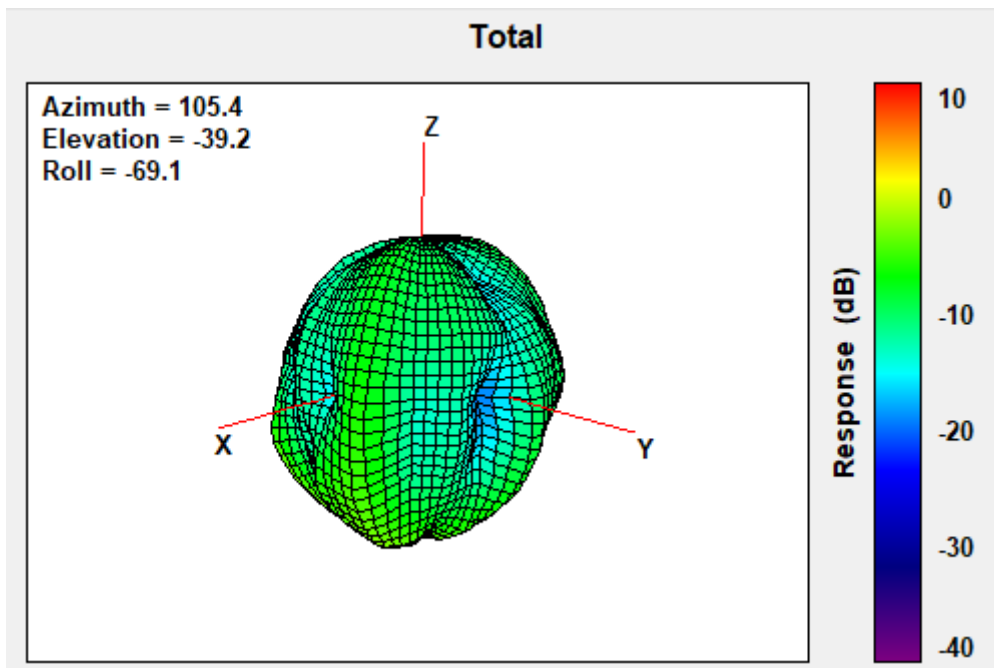 Total
Azimuth = 105.4
Elevation = -39.2
Roll = -69.1
Z
X
Y
10
0
-10
-20
-30
-40
Response (dB)